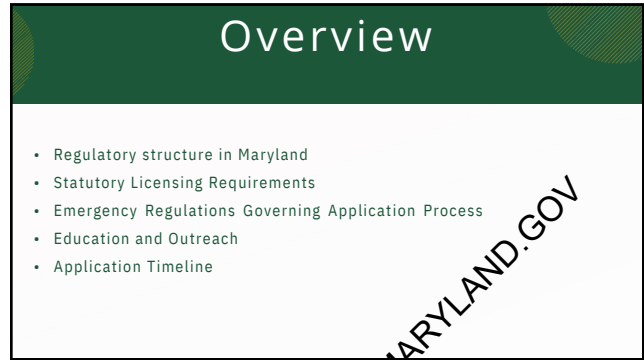 Overview
• Regulatory structure in Maryland
• Statutory Licensing Requirements
• Emergency Regulations Governing Application Process
• Education and Outreach
• Application Timeline
MARYLAND.GOV